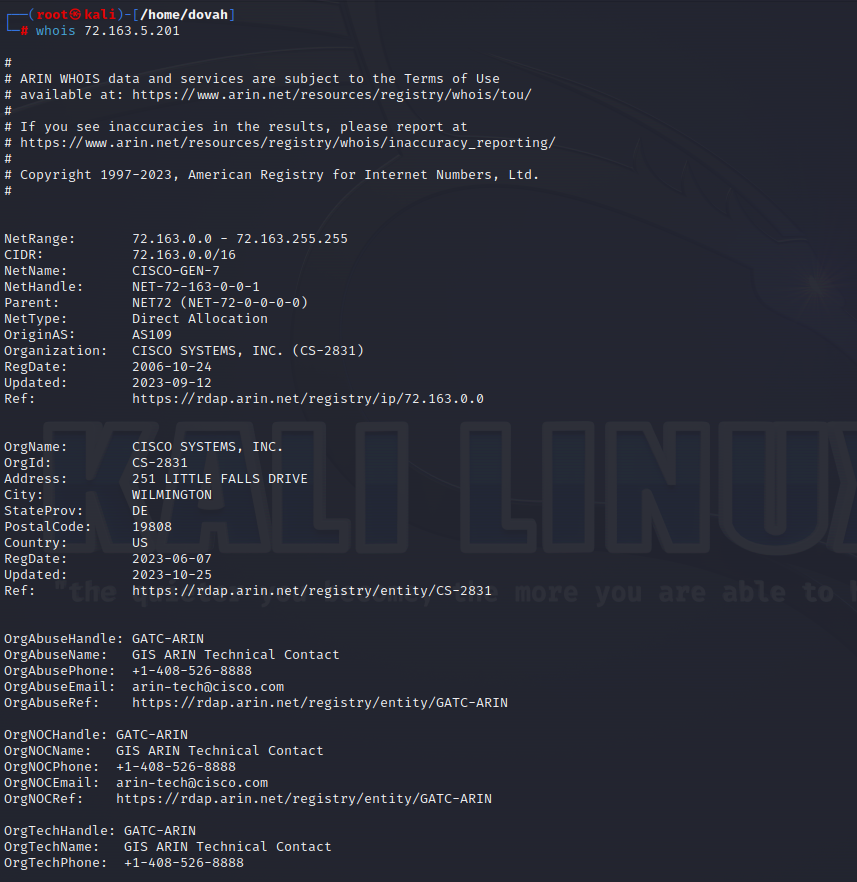 ┌──(root㉿kali)-[/home/dovah]
└─# whois 72.163.5.201

#
# ARIN WHOIS data and services are subject to the Terms of Use
# available at: https://www.arin.net/resources/registry/whois/tou/
#
# If you see inaccuracies in the results, please report at
# https://www.arin.net/resources/registry/whois/inaccuracy_reporting/
#
# Copyright 1997-2023, American Registry for Internet Numbers, Ltd.
#

NetRange:       72.163.0.0 - 72.163.255.255
CIDR:           72.163.0.0/16
NetName:        CISCO-GEN-7
NetHandle:      NET-72-163-0-0-1
Parent:         NET72 (NET-72-0-0-0-0)
NetType:        Direct Allocation
OriginAS:       AS109
Organization:   CISCO SYSTEMS, INC. (CS-2831)
RegDate:        2006-10-24
Updated:        2023-09-12
Ref:            https://rdap.arin.net/registry/ip/72.163.0.0

KALI LINUX
OrgName:        CISCO SYSTEMS, INC.
OrgId:          CS-2831
Address:        251 LITTLE FALLS DRIVE
City:           WILMINGTON
StateProv:      DE
PostalCode:     19808
Country:        US
RegDate:        2023-06-07
Updated:        2023-10-25
Ref:            https://rdap.arin.net/registry/entity/CS-2831
"the the more you are able to

OrgAbuseHandle: GATC-ARIN
OrgAbuseName:   GIS ARIN Technical Contact
OrgAbusePhone:  +1-408-526-8888
OrgAbuseEmail:  arin-tech@cisco.com
OrgAbuseRef:    https://rdap.arin.net/registry/entity/GATC-ARIN

OrgNOCHandle: GATC-ARIN
OrgNOCName:   GIS ARIN Technical Contact
OrgNOCPhone:  +1-408-526-8888
OrgNOCEmail:  arin-tech@cisco.com
OrgNOCRef:    https://rdap.arin.net/registry/entity/GATC-ARIN

OrgTechHandle: GATC-ARIN
OrgTechName:   GIS ARIN Technical Contact
OrgTechPhone:  +1-408-526-8888